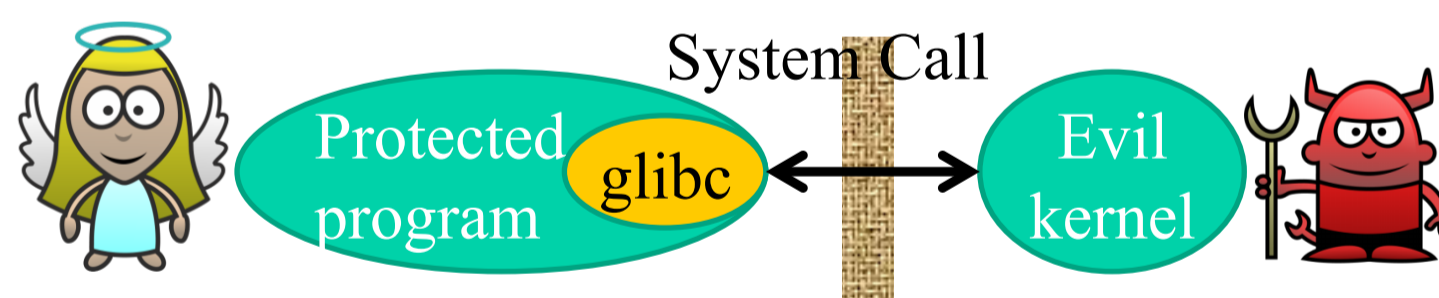 System Call
Protected
program
glibc
Evil
kernel